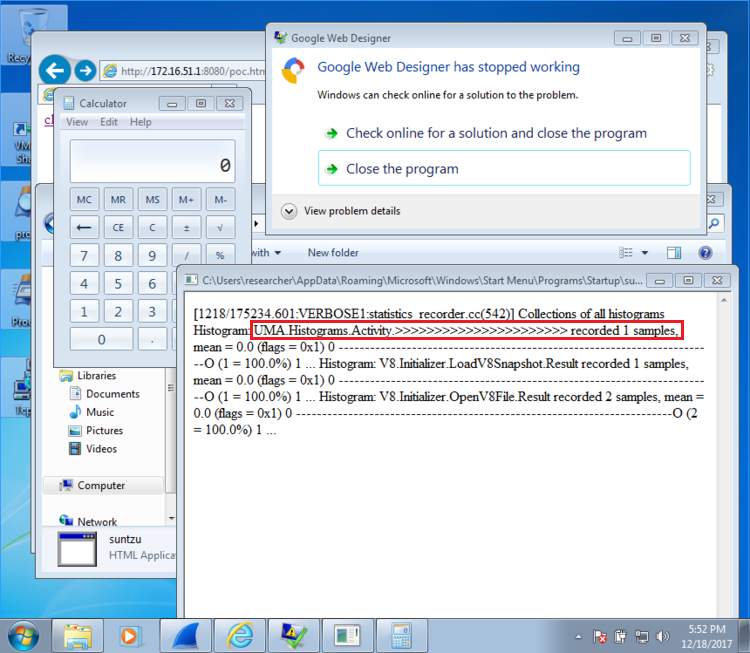 Recy
Google Web Designer
http://172.16.51.1:8080/poc.htm
Google Web Designer has stopped working
Windows can check online for a solution to the problem.
Check online for a solution and close the program
Close the program
View problem details
Calculator
View Edit Help
0
MC MR MS M+ M-
← CE C ± √
7 8 9 / %
4 5 6
1 2 3
0 .
with
New folder
C:\Users\researcher\AppData\Roaming\Microsoft\Windows\Start Menu\Programs\Startup\su...
[1218/175234.601:VERBOSE1:statistics_recorder.cc(542)] Collections of all histograms
Histogram: UMA.Histograms.Activity.>>>>>>>>>>>>>>>>>>>>>> recorded 1 samples,
mean = 0.0 (flags = 0x1) 0 ------------------------------------------------------------------
--O (1 = 100.0%) 1 ... Histogram: V8.Initializer.LoadV8Snapshot.Result recorded 1 samples,
mean = 0.0 (flags = 0x1) 0 ------------------------------------------------------------------
--O (1 = 100.0%) 1 ... Histogram: V8.Initializer.OpenV8File.Result recorded 2 samples, mean =
0.0 (flags = 0x1) 0 --------------------------------------------------------------------O (2
= 100.0%) 1 ...
Libraries
Documents
Music
Pictures
Videos
Computer
Network
suntzu
HTML Applica
5:52 PM
12/18/2017